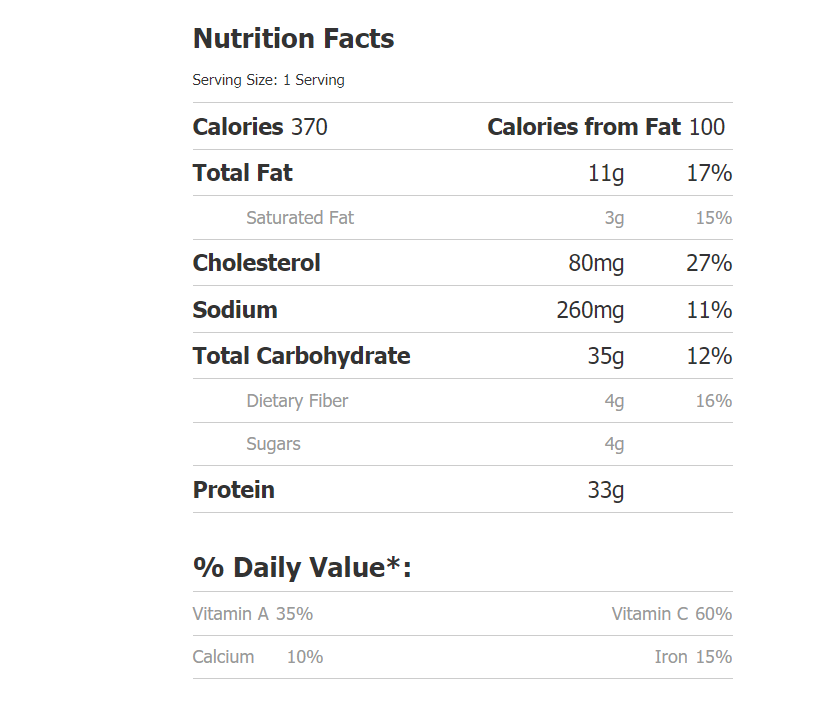 Nutrition Facts
Serving Size: 1 Serving
Calories 370 Calories from Fat 100
Total Fat 11g 17%
Saturated Fat 3g 15%
Cholesterol 80mg 27%
Sodium 260mg 11%
Total Carbohydrate 35g 12%
Dietary Fiber 4g 16%
Sugars 4g
Protein 33g
% Daily Value*:
Vitamin A 35% Vitamin C 60%
Calcium 10% Iron 15%